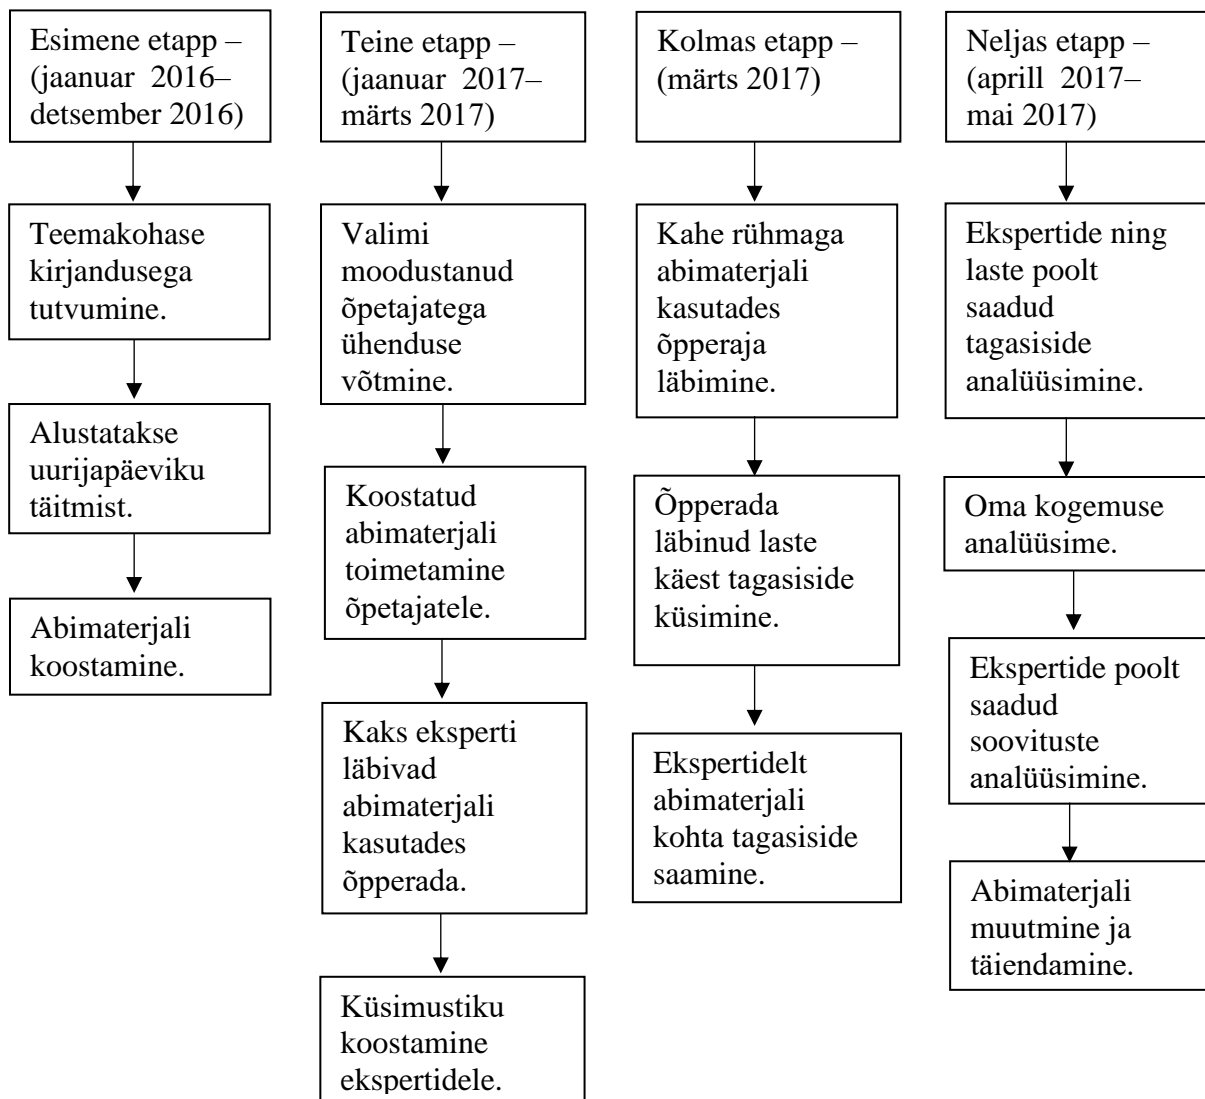 Esimene etapp –
(jaanuar 2016–
detsember 2016)
Teemakohase
kirjandusega
tutvumine.
Alustatakse
uurijapäeviku
täitmist.
Abimaterjali
koostamine.
Teine etapp –
(jaanuar 2017–
märts 2017)
Valimi
moodustanud
õpetajatega
ühenduse
võtmine.
Koostatud
abimaterjali
toimetamine
õpetajatele.
Kaks eksperti
läbivad
abimaterjali
kasutades
õpperada.
Küsimustiku
koostamine
ekspertidele.
Kolmas etapp –
(märts 2017)
Kahe rühmaga
abimaterjali
kasutades
õpperaja
läbimine.
Õpperada
läbinud laste
käest tagasiside
küsimine.
Ekspertidelt
abimaterjali
kohta tagasiside
saamine.
Neljas etapp –
(aprill 2017–
mai 2017)
Ekspertide ning
laste poolt
saadud
tagasiside
analüüsimine.
Oma kogemuse
analüüsime.
Ekspertide poolt
saadud
soovituste
analüüsimine.
Abimaterjali
muutmine ja
täiendamine.